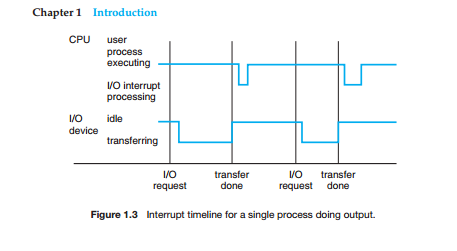 Chapter 1 Introduction
CPU
user
process
executing
I/O interrupt
processing
I/O
device
idle
transferring
I/O
request
transfer
done
I/O
request
transfer
done
Figure 1.3 Interrupt timeline for a single process doing output.